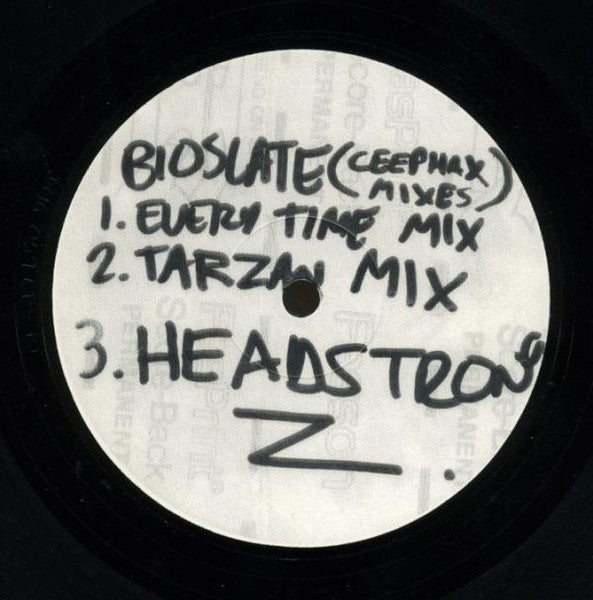 BIOSLATE (CEEPHAX
MIXES)
1. EVERY TIME MIX
2. TARZAN MIX
3. HEADSTRONG
Z.